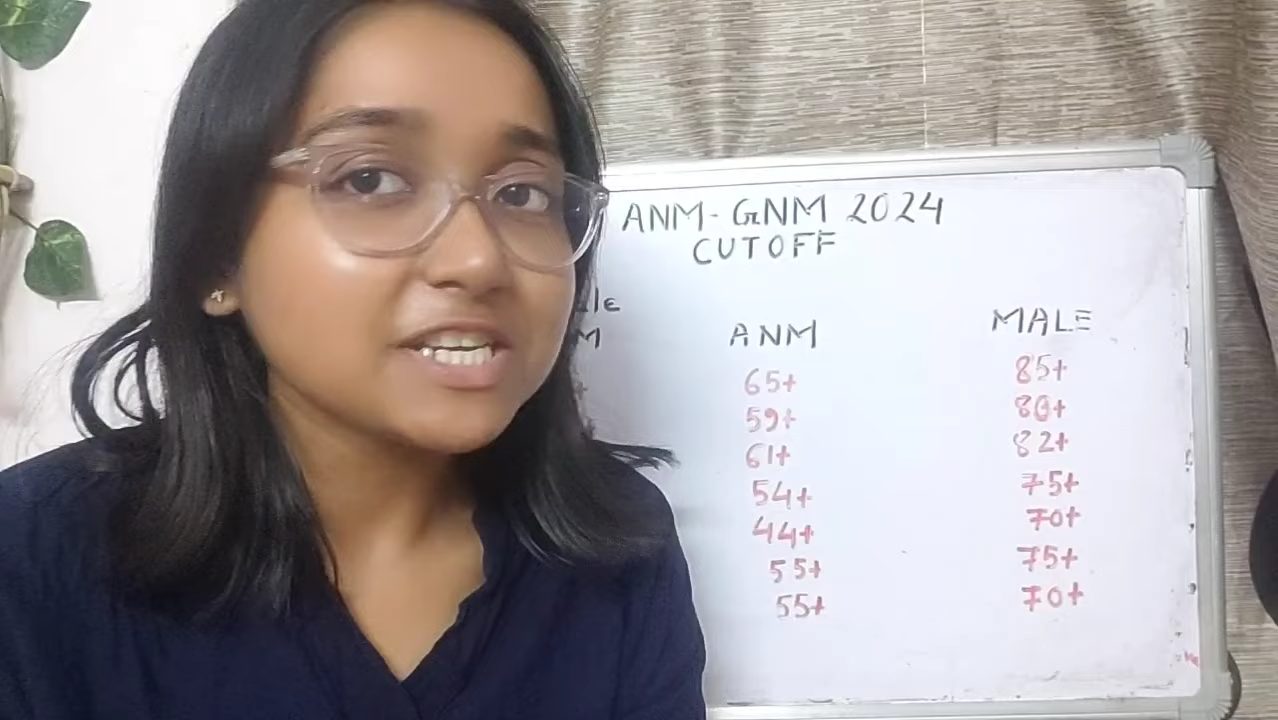 ANM-GNM 2024
CUTOFF
ANM MALE
65+ 85+
59+ 80+
61+ 82+
54+ 75+
44+ 70+
55+ 75+
55+ 70+